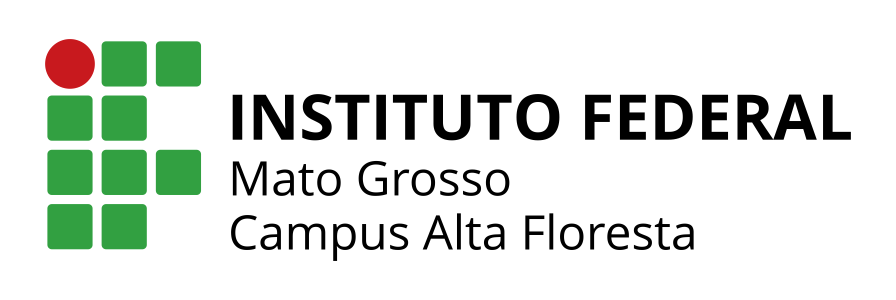 INSTITUTO FEDERAL
Mato Grosso
Campus Alta Floresta